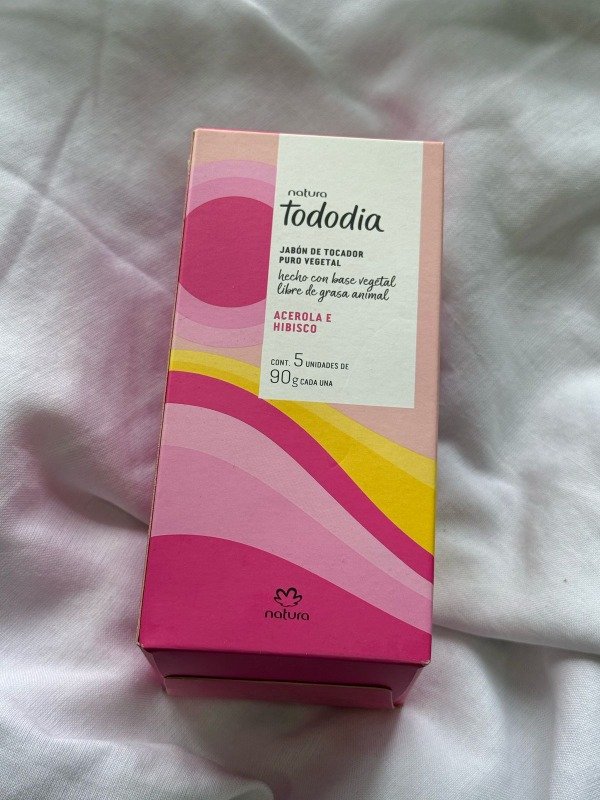 natura
tododia
JABÓN DE TOCADOR
PURO VEGETAL
hecho con base vegetal
libre de grasa animal
ACEROLA E
HIBISCO
CONT. 5 UNIDADES DE
90g CADA UNA
natura